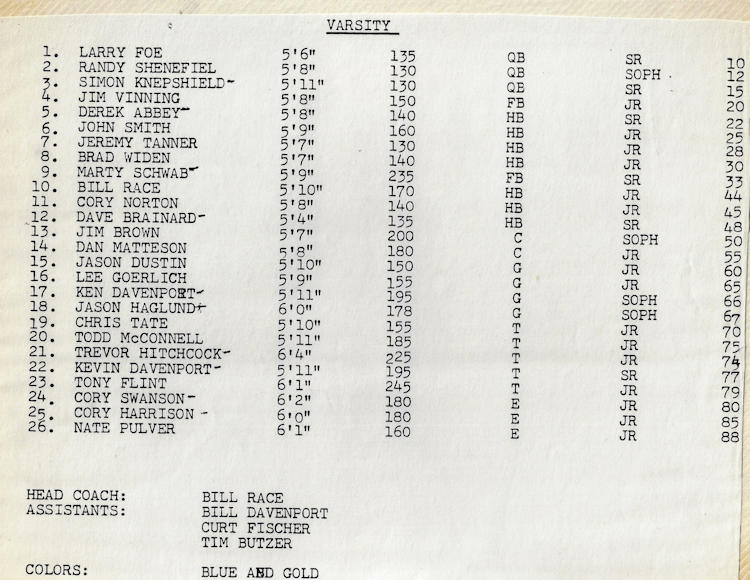 VARSITY
1. LARRY FOE 5'6" 135 QB SR 10
2. RANDY SHENEFIEL 5'8" 130 QB SOPH 12
3. SIMON KNEPSHIELD- 5'11" 130 QB SR 15
4. JIM VINNING 5'8" 150 FB JR 20
5. DEREK ABBEY- 5'8" 140 HB SR 22
6. JOHN SMITH 5'9" 160 HB JR 25
7. JEREMY TANNER 5'7" 130 HB JR 28
8. BRAD WIDEN 5'7" 140 HB JR 30
9. MARTY SCHWAB- 5'9" 235 FB SR 33
10. BILL RACE 5'10" 170 HB JR 44
11. CORY NORTON 5'8" 140 HB JR 45
12. DAVE BRAINARD- 5'4" 135 HB SR 48
13. JIM BROWN 5'7" 200 C SOPH 50
14. DAN MATTESON 5'8" 180 C JR 55
15. JASON DUSTIN 5'10" 150 G JR 60
16. LEE GOERLICH 5'9" 155 G JR 65
17. KEN DAVENPORT- 5'11" 195 G SOPH 66
18. JASON HAGLUND+ 6'0" 178 G SOPH 67
19. CHRIS TATE 5'10" 155 T JR 70
20. TODD McCONNELL 5'11" 185 T JR 75
21. TREVOR HITCHCOCK- 6'4" 225 T JR 74
22. KEVIN DAVENPORT- 5'11" 195 T SR 77
23. TONY FLINT 6'1" 245 T JR 79
24. CORY SWANSON- 6'2" 180 E JR 80
25. CORY HARRISON - 6'0" 180 E JR 85
26. NATE PULVER 6'1" 160 E JR 88
HEAD COACH: BILL RACE
ASSISTANTS: BILL DAVENPORT
CURT FISCHER
TIM BUTZER
COLORS: BLUE AND GOLD